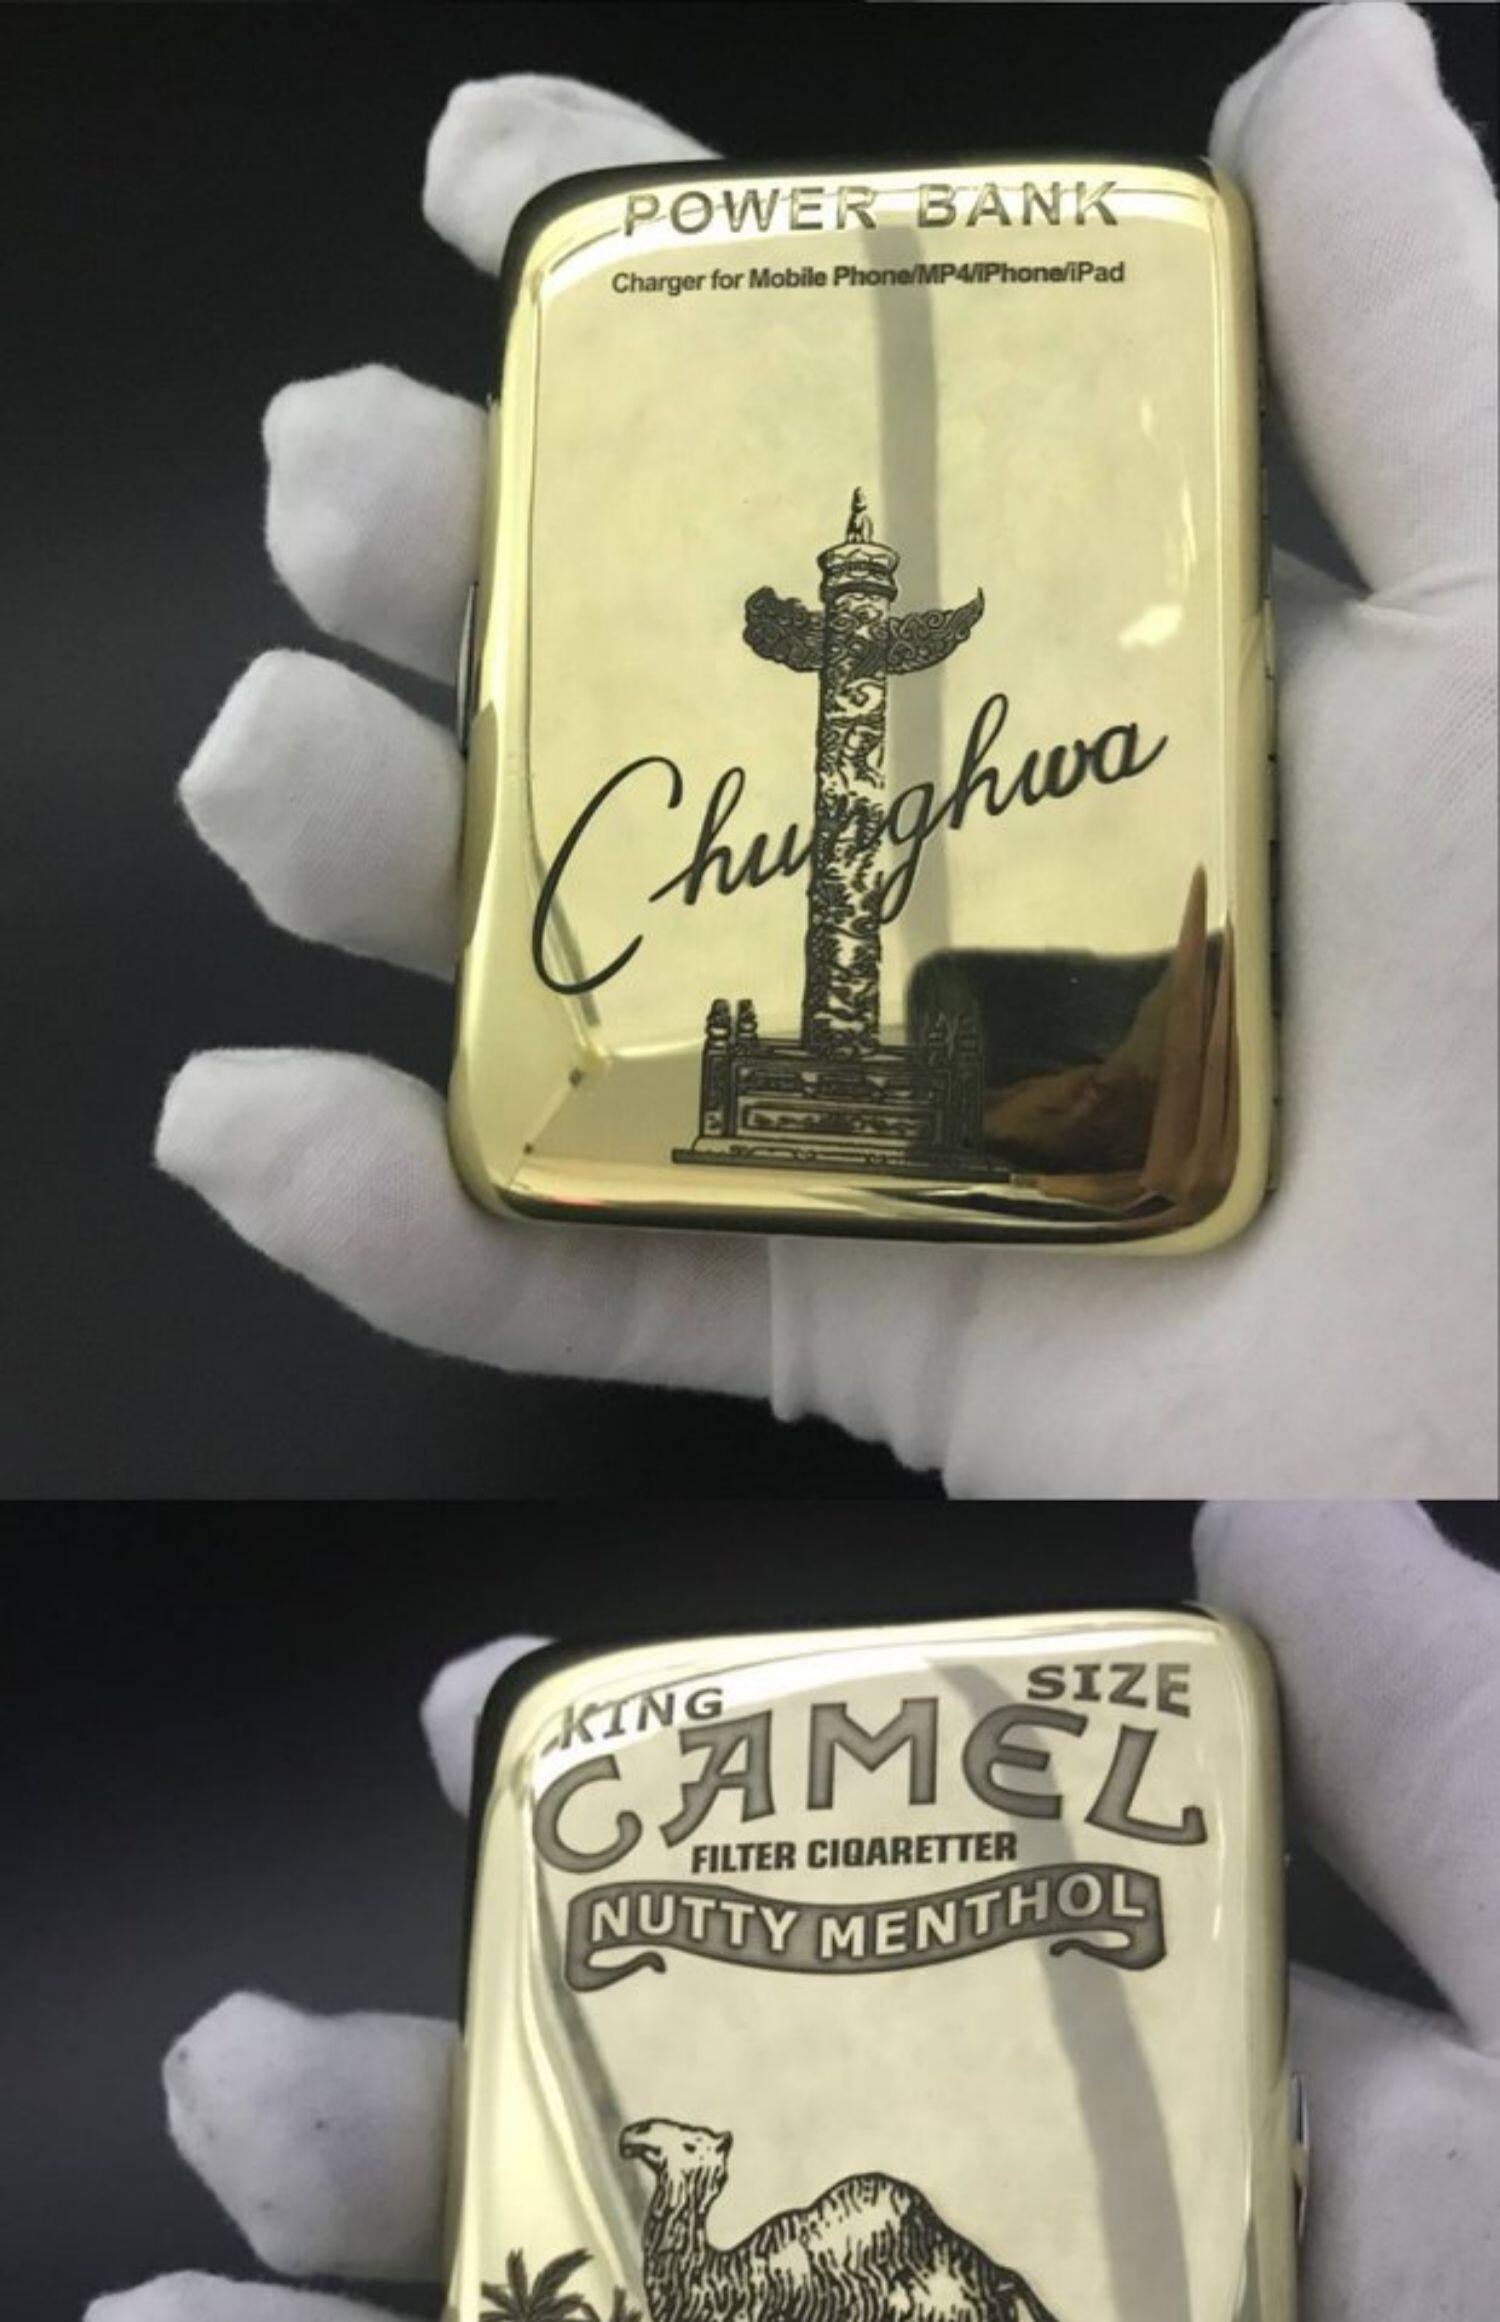 POWER BANK
Charger for Mobile Phone/MP4/iPhone/iPad
Chunghwa
KING SIZE
CAMEL
FILTER CIQARETTER
NUTTY MENTHOL